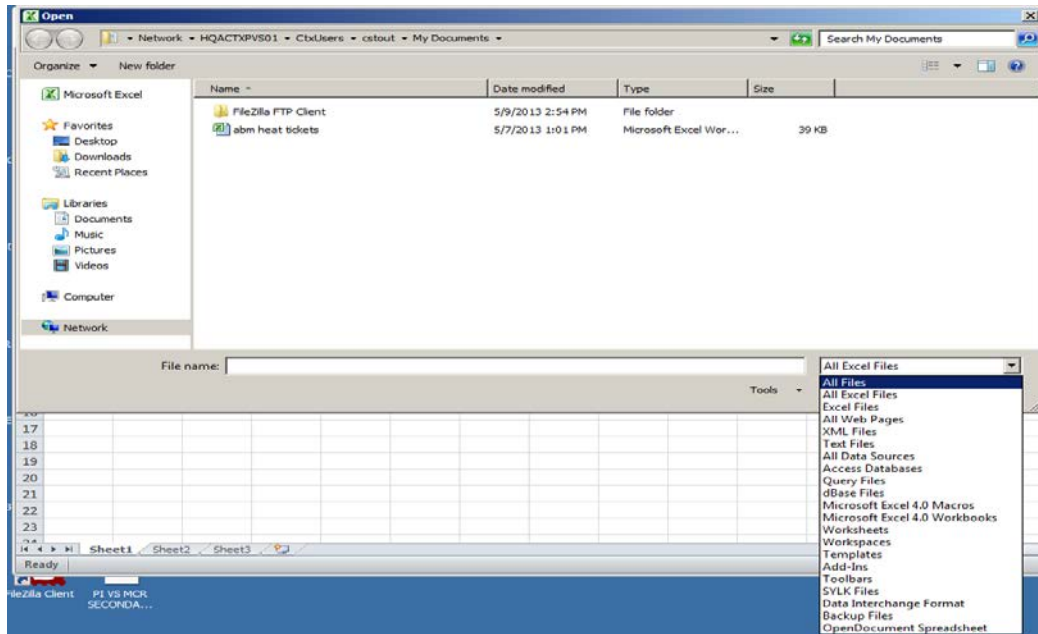 Open
Network • HQACTXPVS01 • CtxUsers • cstout • My Documents •
Search My Documents
Organize
New folder
Microsoft Excel
Favorites
Desktop
Downloads
Recent Places
Libraries
Documents
Music
Pictures
Videos
Computer
Network
Name
Date modified
Type
Size
FileZilla FTP Client
5/9/2013 2:54 PM
File folder
abm heat tickets
5/7/2013 1:01 PM
Microsoft Excel Wor...
39 KB
File name:
All Excel Files
Tools
All Files
All Excel Files
Excel Files
All Web Pages
XML Files
Text Files
All Data Sources
Access Databases
Query Files
dBase Files
Microsoft Excel 4.0 Macros
Microsoft Excel 4.0 Workbooks
Worksheets
Workspaces
Templates
Add-Ins
Toolbars
SYLK Files
Data Interchange Format
Backup Files
OpenDocument Spreadsheet
17
18
19
20
21
22
23
Sheet1
Sheet2
Sheet3
Ready
FileZilla Client
PI VS MCR
SECONDA...